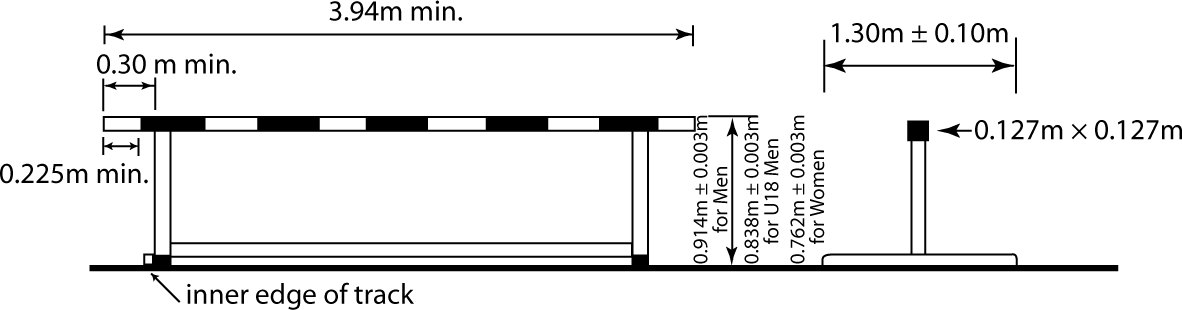 3.94m min.
1.30m ± 0.10m
0.30 m min.
0.127m × 0.127m
0.225m min.
0.914m ± 0.003m
for Men
0.838m ± 0.003m
for U18 Men
0.762m ± 0.003m
for Women
inner edge of track